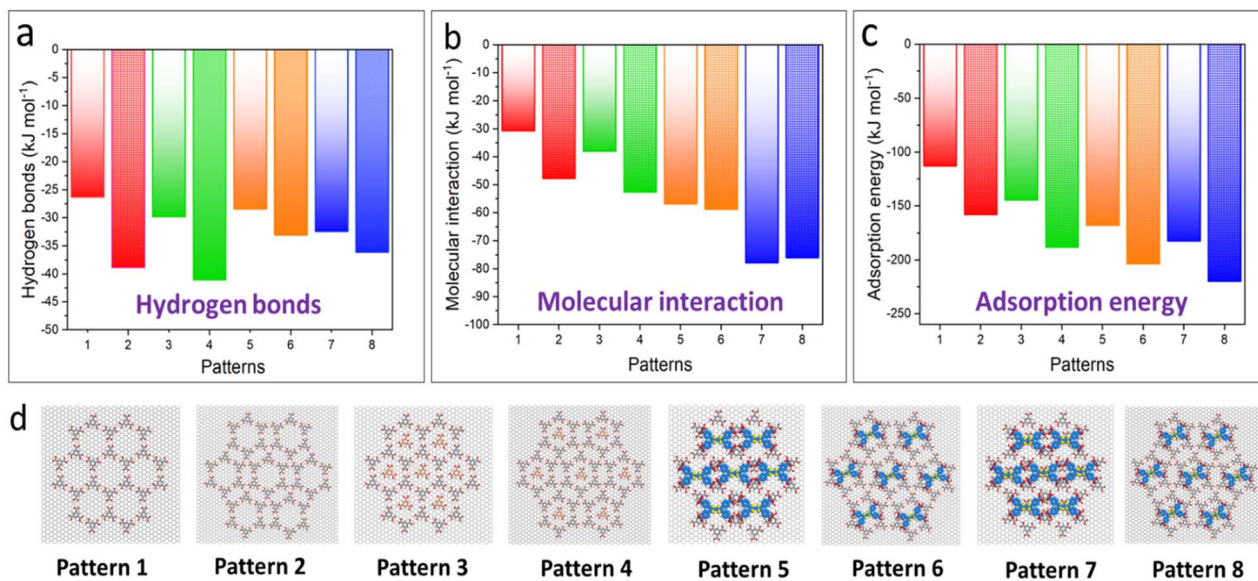 a
Hydrogen bonds (kJ mol⁻¹)
0
-5
-10
-15
-20
-25
-30
-35
-40
-45
-50
Hydrogen bonds
1 2 3 4 5 6 7 8
Patterns
b
Molecular interaction (kJ mol⁻¹)
0
-10
-20
-30
-40
-50
-60
-70
-80
-90
-100
Molecular interaction
1 2 3 4 5 6 7 8
Patterns
c
Adsorption energy (kJ mol⁻¹)
0
-50
-100
-150
-200
-250
Adsorption energy
1 2 3 4 5 6 7 8
Patterns
d
Pattern 1 Pattern 2 Pattern 3 Pattern 4 Pattern 5 Pattern 6 Pattern 7 Pattern 8